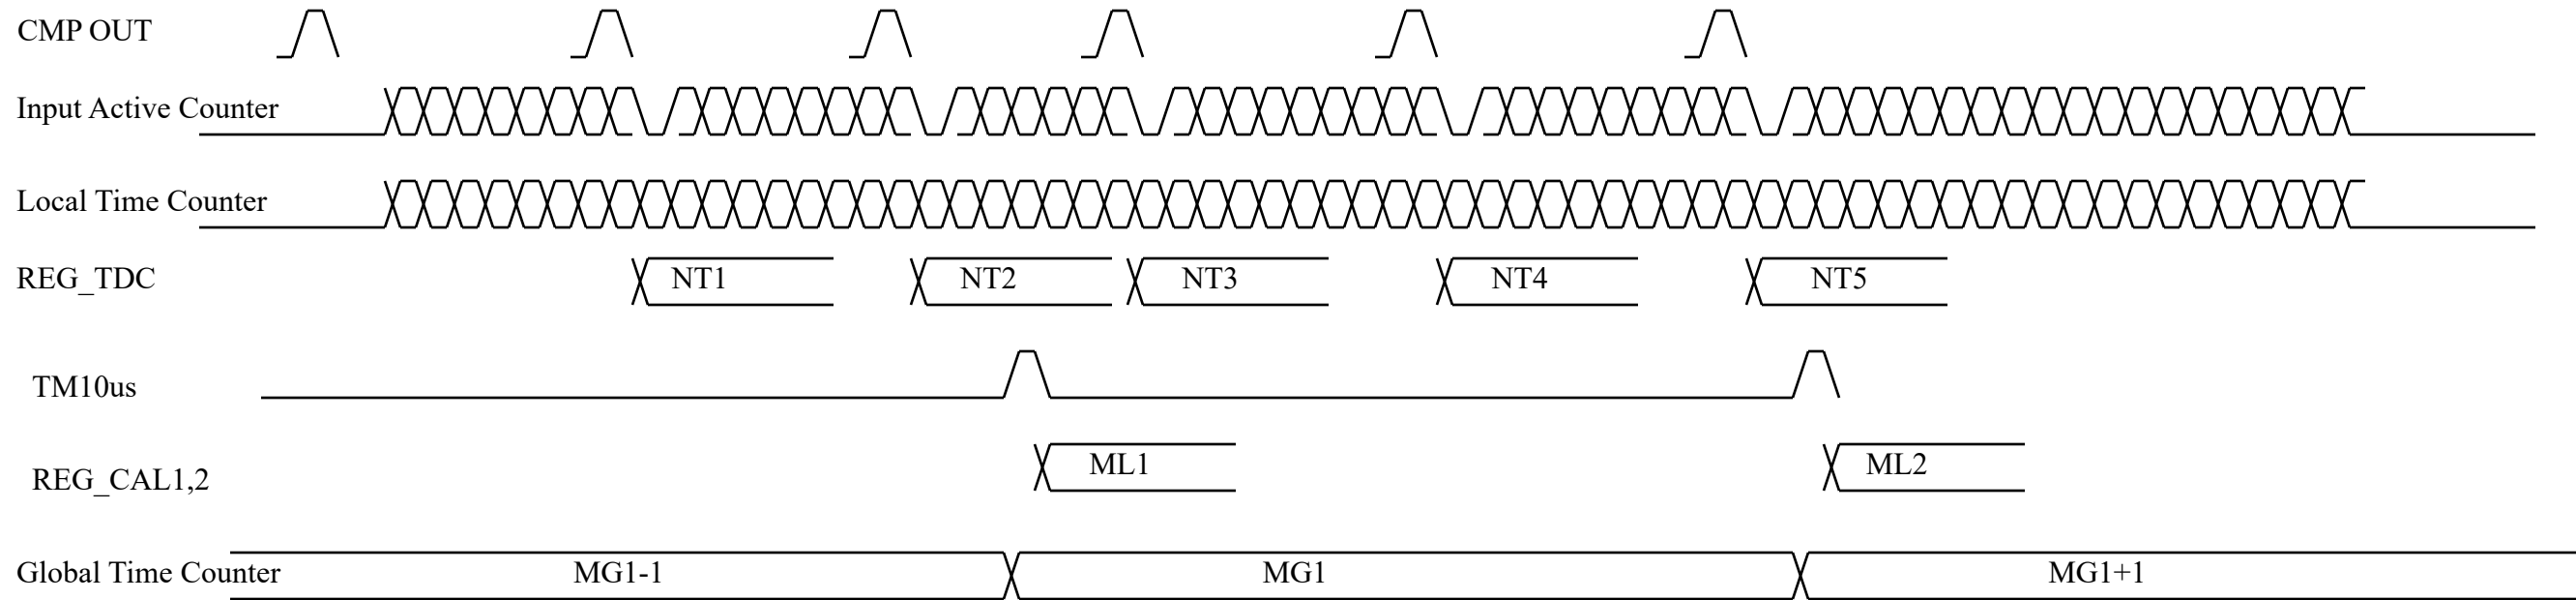 CMP OUT
Input Active Counter
Local Time Counter
REG_TDC NT1 NT2 NT3 NT4 NT5
TM10us
REG_CAL1,2 ML1 ML2
Global Time Counter MG1-1 MG1 MG1+1